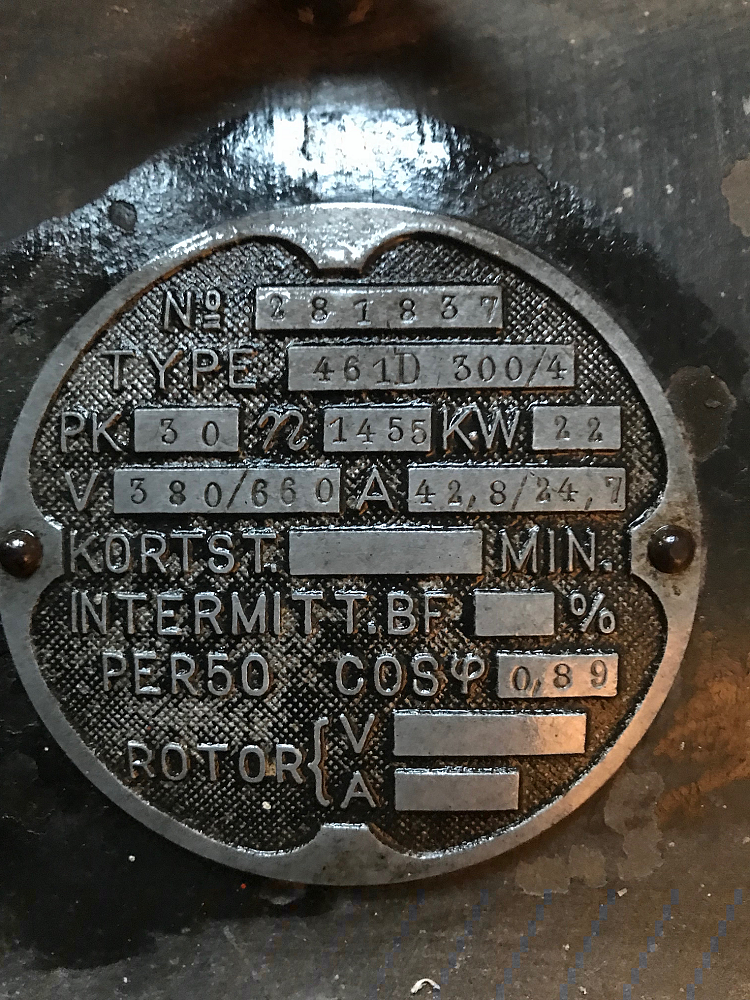 Nº 281837
TYPE 461D 300/4
PK 30 n 1455 KW 22
V 380/660 A 42,8/24,7
KORTST. MIN.
INTERMITT. BF %
PER50 COSφ 0,89
ROTOR { V
A